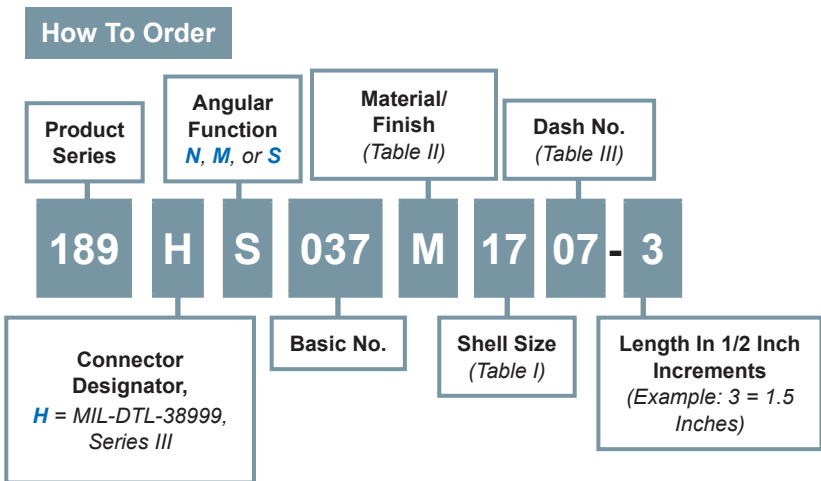 How To Order
Product
Series
Angular
Function
N, M, or S
Material/
Finish
(Table II)
Dash No.
(Table III)
189 H S 037 M 17 07 - 3
Connector
Designator,
H = MIL-DTL-38999,
Series III
Basic No.
Shell Size
(Table I)
Length In 1/2 Inch
Increments
(Example: 3 = 1.5
Inches)